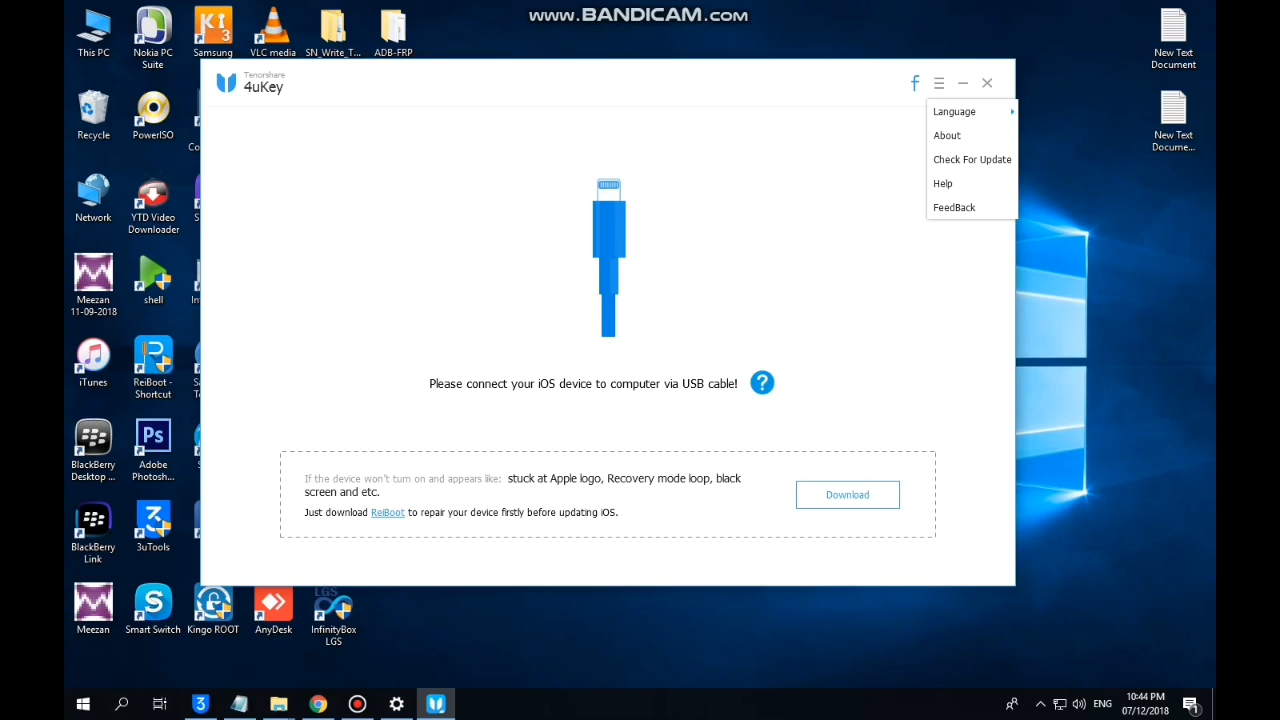 www.BANDICAM.com
This PC
Nokia PC
Suite
Samsung
VLC media
SN_Write_T...
ADB-FRP
New Text
Document
Tenorshare
4uKey
Language
About
Check For Update
Help
FeedBack
Recycle
PowerISO
New Text
Docume...
Network
YTD Video
Downloader
Meezan
11-09-2018
shell
iTunes
ReiBoot -
Shortcut
Please connect your iOS device to computer via USB cable!
?
BlackBerry
Desktop ...
Ps
Adobe
Photosh...
If the device won't turn on and appears like: stuck at Apple logo, Recovery mode loop, black
screen and etc.
Just download ReiBoot to repair your device firstly before updating iOS.
Download
BlackBerry
Link
3uTools
Meezan
Smart Switch
Kingo ROOT
AnyDesk
LGS
InfinityBox
LGS
ENG
10:44 PM
07/12/2018
1